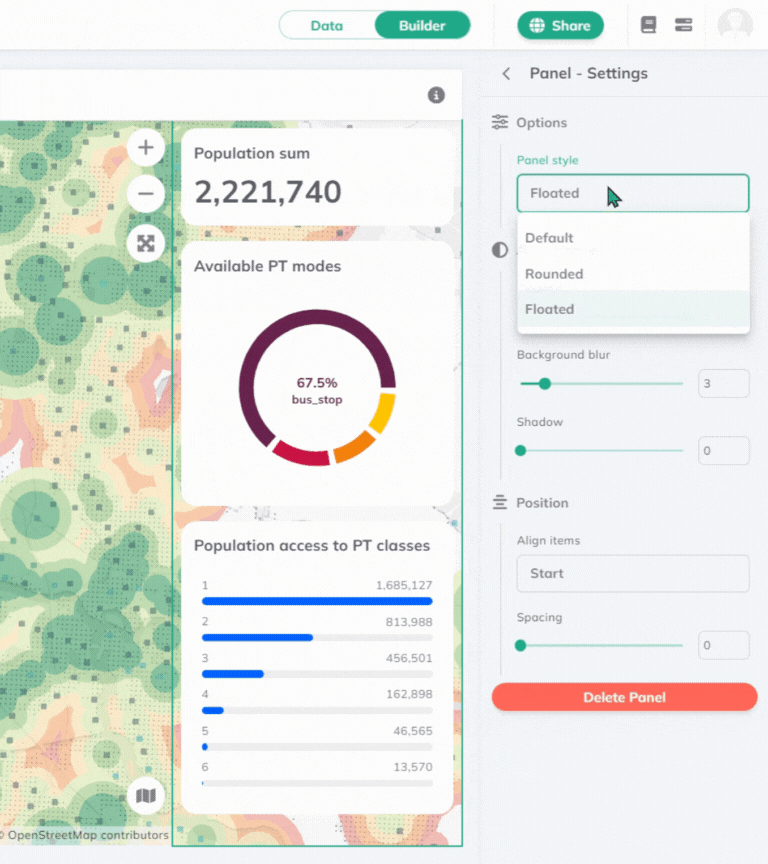 Data
Builder
Share
Panel - Settings
Options
Panel style
Floated
Default
Rounded
Floated
Background blur
3
Shadow
0
Position
Align items
Start
Spacing
0
Delete Panel
Population sum
2,221,740
Available PT modes
67.5%
bus_stop
Population access to PT classes
1 1,685,127
2 813,988
3 456,501
4 162,898
5 46,565
6 13,570
© OpenStreetMap contributors